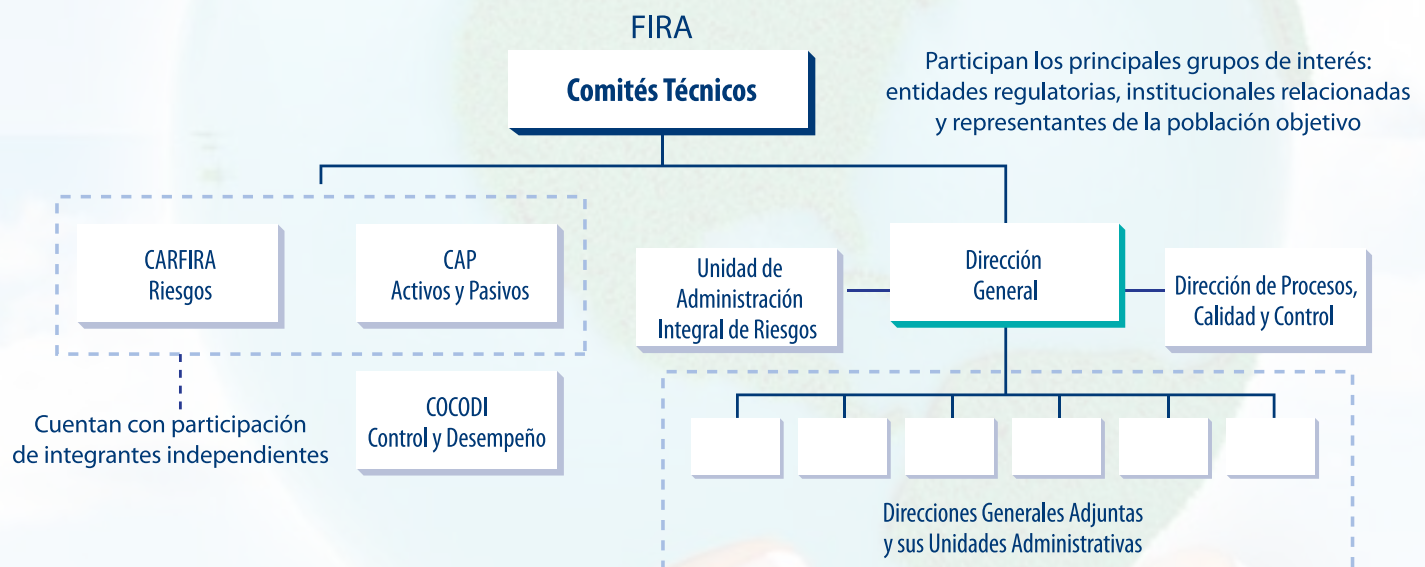 FIRA
Comités Técnicos
Participan los principales grupos de interés:
entidades regulatorias, institucionales relacionadas
y representantes de la población objetivo
CARFIRA
Riesgos
CAP
Activos y Pasivos
Unidad de
Administración
Integral de Riesgos
Dirección
General
Dirección de Procesos,
Calidad y Control
Cuentan con participación
de integrantes independientes
COCODI
Control y Desempeño
Direcciones Generales Adjuntas
y sus Unidades Administrativas